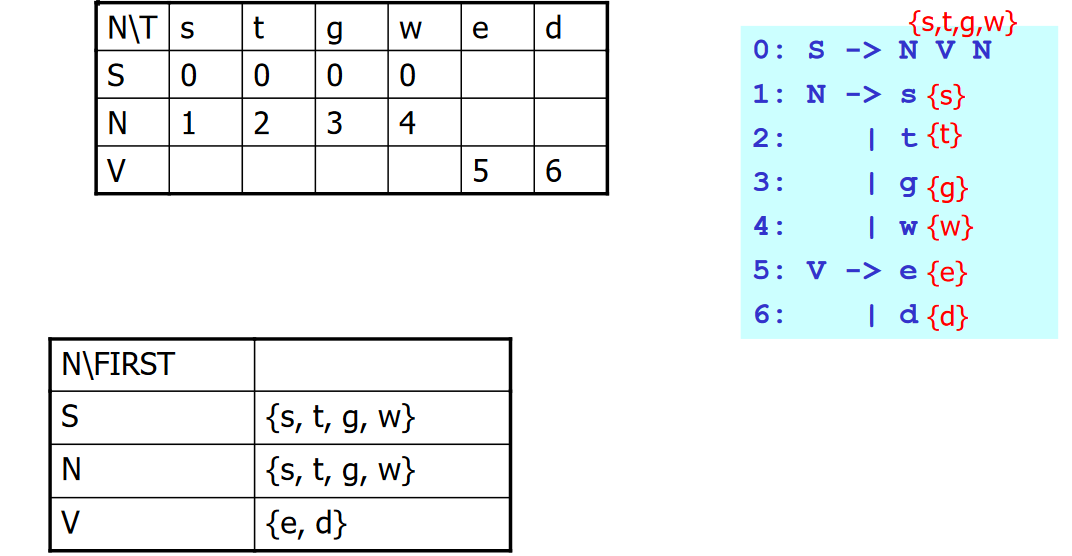 N\T s t g w e d
S 0 0 0 0
N 1 2 3 4
V 5 6
{s,t,g,w}
0: S -> N V N
1: N -> s {s}
2: | t {t}
3: | g {g}
4: | w {w}
5: V -> e {e}
6: | d {d}
N\FIRST
S {s, t, g, w}
N {s, t, g, w}
V {e, d}